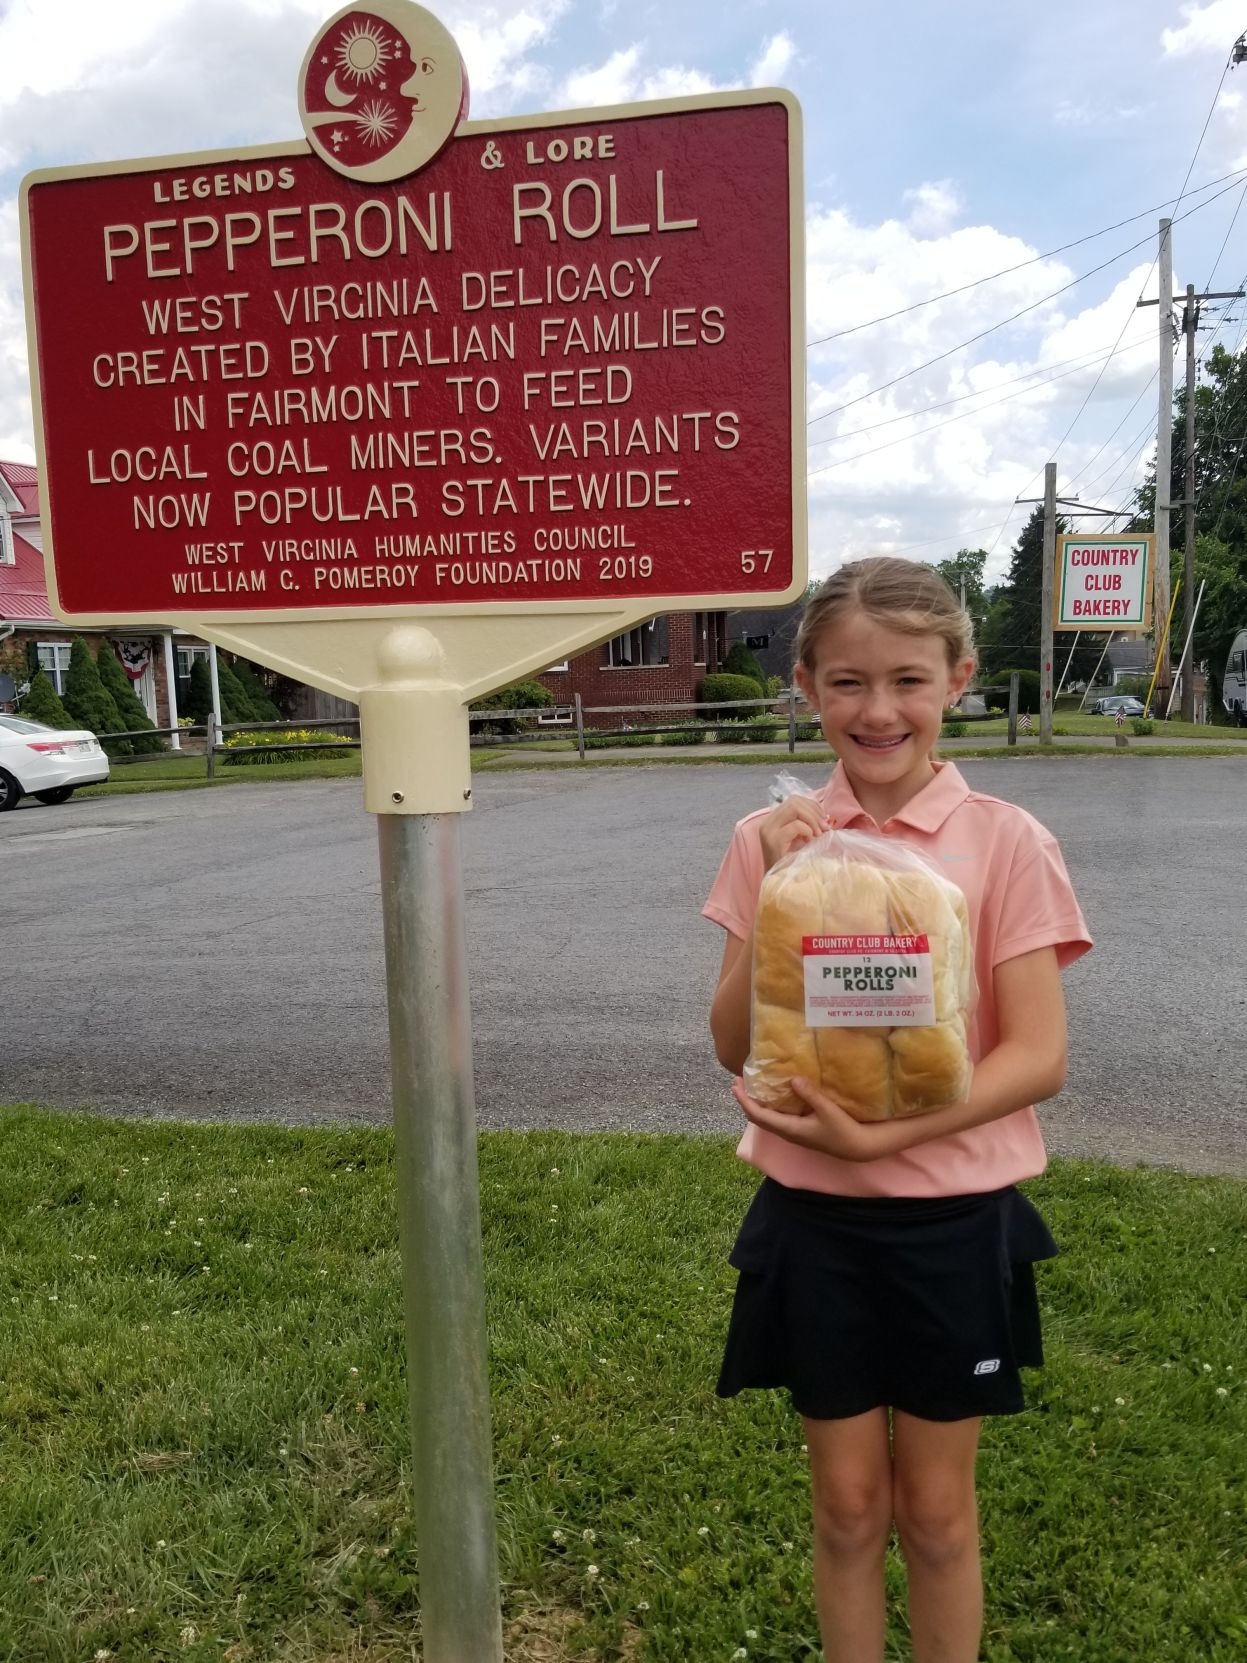 LEGENDS & LORE
PEPPERONI ROLL
WEST VIRGINIA DELICACY
CREATED BY ITALIAN FAMILIES
IN FAIRMONT TO FEED
LOCAL COAL MINERS. VARIANTS
NOW POPULAR STATEWIDE.
WEST VIRGINIA HUMANITIES COUNCIL
WILLIAM G. POMEROY FOUNDATION 2019 57
COUNTRY
CLUB
BAKERY
COUNTRY CLUB BAKERY
12
PEPPERONI
ROLLS
NET WT. 34 OZ. (2 LB. 2 OZ.)